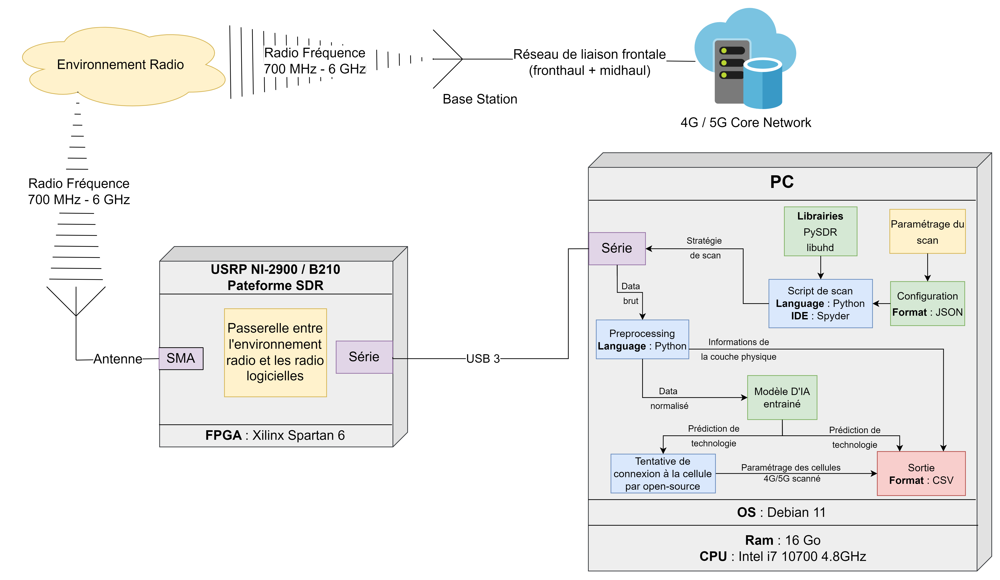 Environnement Radio
Radio Fréquence
700 MHz - 6 GHz
Base Station
Réseau de liaison frontale
(fronthaul + midhaul)
4G / 5G Core Network
Radio Fréquence
700 MHz - 6 GHz
Antenne
USRP NI-2900 / B210
Pateforme SDR
SMA
Passerelle entre
l'environnement
radio et les radio
logicielles
Série
FPGA : Xilinx Spartan 6
USB 3
PC
Série
Stratégie
de scan
Librairies
PySDR
libuhd
Paramétrage du
scan
Script de scan
Language : Python
IDE : Spyder
Configuration
Format : JSON
Data
brut
Preprocessing
Language : Python
Informations de
la couche physique
Data
normalisé
Modèle D'IA
entrainé
Prédiction de
technologie
Prédiction de
technologie
Tentative de
connexion à la cellule
par open-source
Paramétrage des cellules
4G/5G scanné
Sortie
Format : CSV
OS : Debian 11
Ram : 16 Go
CPU : Intel i7 10700 4.8GHz